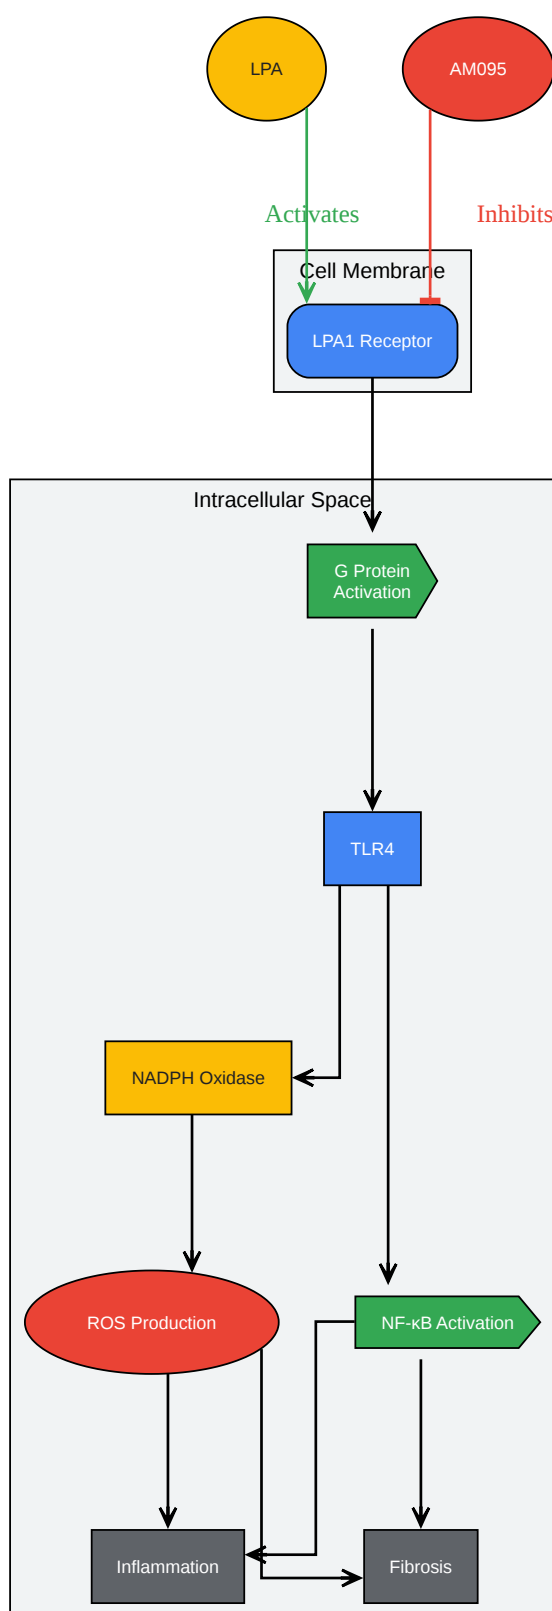 LPA
AM095
Activates
Inhibits
Cell Membrane
LPA1 Receptor
Intracellular Space
G Protein
Activation
TLR4
NADPH Oxidase
ROS Production
NF-κB Activation
Inflammation
Fibrosis